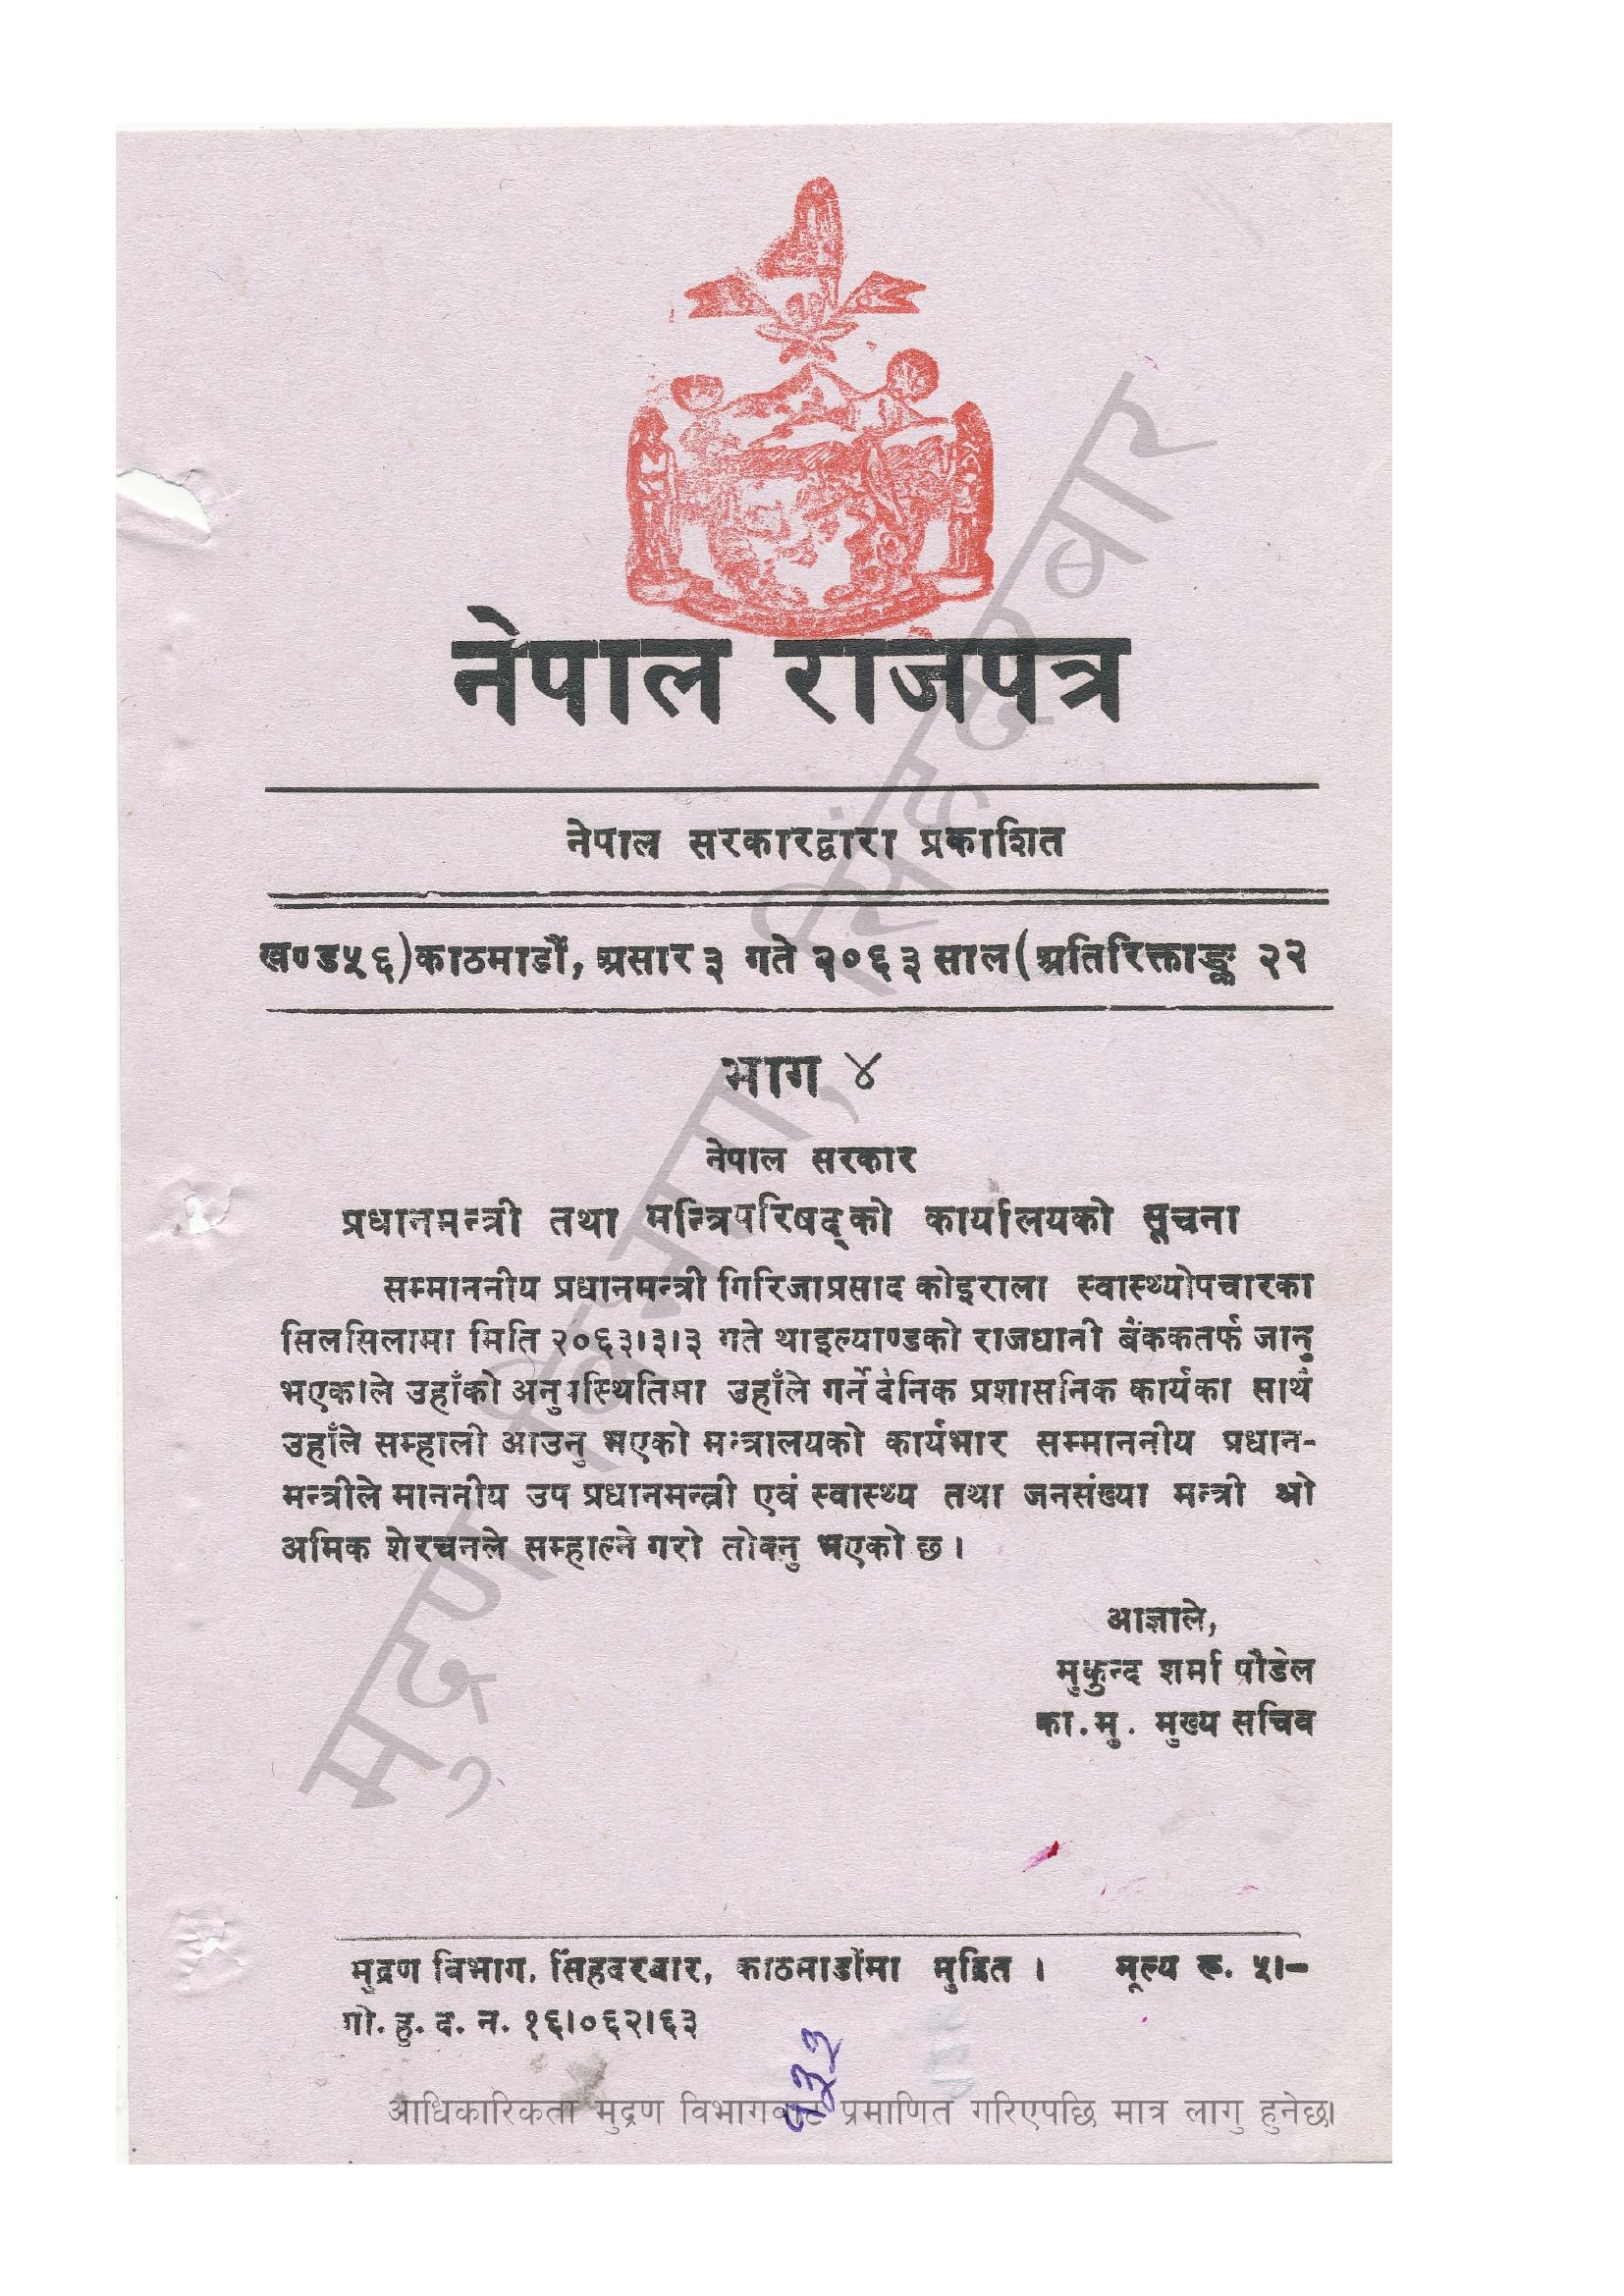 नेपाल राजपत्र
नेपाल सरकारद्वारा प्रकाशित
खण्ड५६)काठमाडौं, असार ३ गते २०६३ साल (अतिरिक्ताङ्क २२
भाग ४
नेपाल सरकार
प्रधानमन्त्री तथा मन्त्रिपरिषद्को कार्यालयको सूचना
सम्माननीय प्रधानमन्त्री गिरिजाप्रसाद कोइराला स्वास्थ्योपचारका
सिलसिलामा मिति २०६३।३।३ गते थाइल्याण्डको राजधानी बैंककतर्फ जानु
भएकाले उहाँको अनुपस्थितिमा उहाँले गर्ने दैनिक प्रशासनिक कार्यका साथै
उहाँले सम्हाली आउनु भएको मन्त्रालयको कार्यभार सम्माननीय प्रधान-
मन्त्रीले माननीय उप प्रधानमन्त्री एवं स्वास्थ्य तथा जनसंख्या मन्त्री श्री
अमिक शेरचनले सम्हाल्ने गरी तोक्नु भएको छ ।
आज्ञाले,
मुकुन्द शर्मा पौडेल
का.मु. मुख्य सचिव
मुद्रण विभाग, सिंहदरबार, काठमाडौंमा मुद्रित । मूल्य रु. ५।–
गो. हु. द. न. १६।०६२।६३
आधिकारिकता मुद्रण विभागबाट प्रमाणित गरिएपछि मात्र लागु हुनेछ।
मुद्रण विभाग, सिंहदरबार